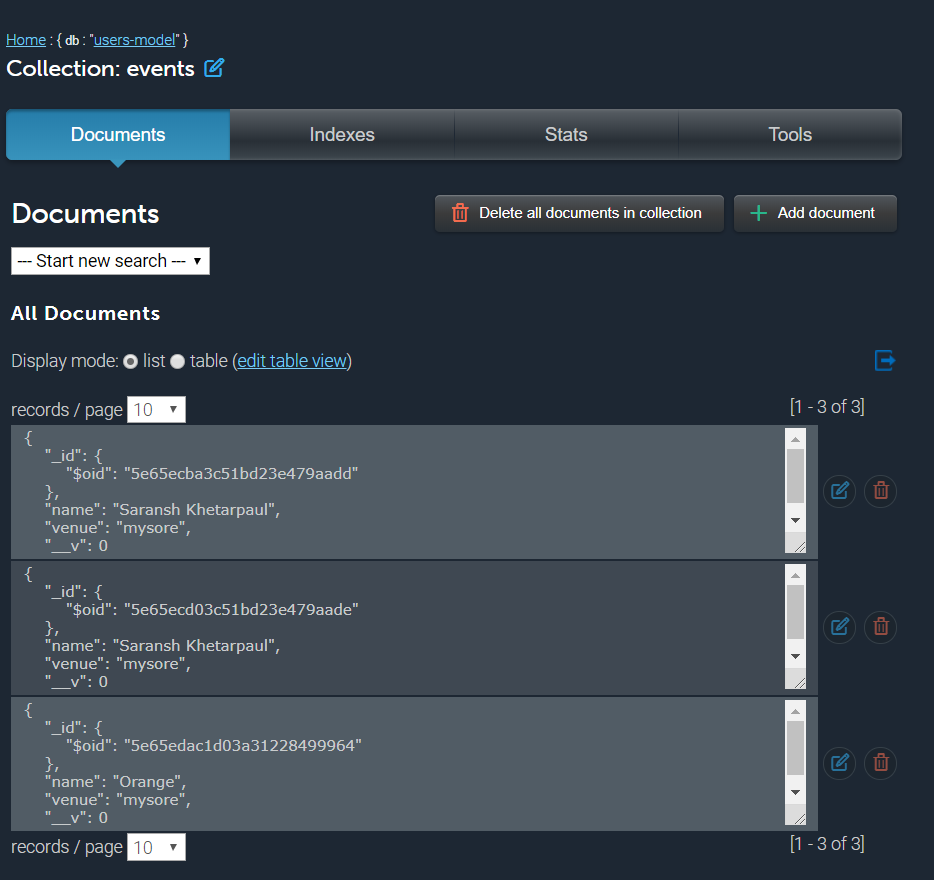 Home : { db : "users-model" }
Collection: events
Documents Indexes Stats Tools
Documents
Delete all documents in collection
Add document
--- Start new search ---
All Documents
Display mode: list table (edit table view)
records / page 10
[1 - 3 of 3]
{
"_id": {
"$oid": "5e65ecba3c51bd23e479aadd"
},
"name": "Saransh Khetarpaul",
"venue": "mysore",
"__v": 0
{
"_id": {
"$oid": "5e65ecd03c51bd23e479aade"
},
"name": "Saransh Khetarpaul",
"venue": "mysore",
"__v": 0
{
"_id": {
"$oid": "5e65edac1d03a31228499964"
},
"name": "Orange",
"venue": "mysore",
"__v": 0
records / page 10
[1 - 3 of 3]